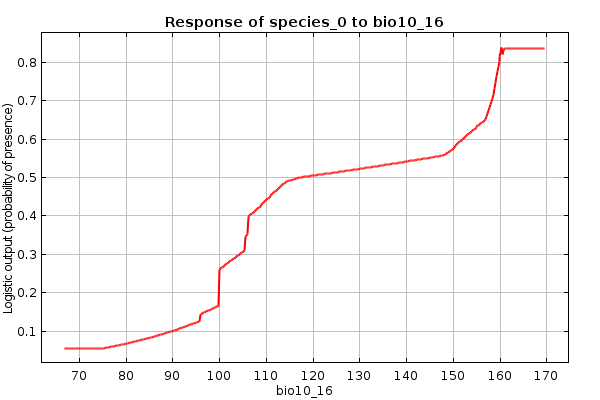 Response of species_0 to bio10_16
Logistic output (probability of presence)
0.8
0.7
0.6
0.5
0.4
0.3
0.2
0.1
70 80 90 100 110 120 130 140 150 160 170
bio10_16